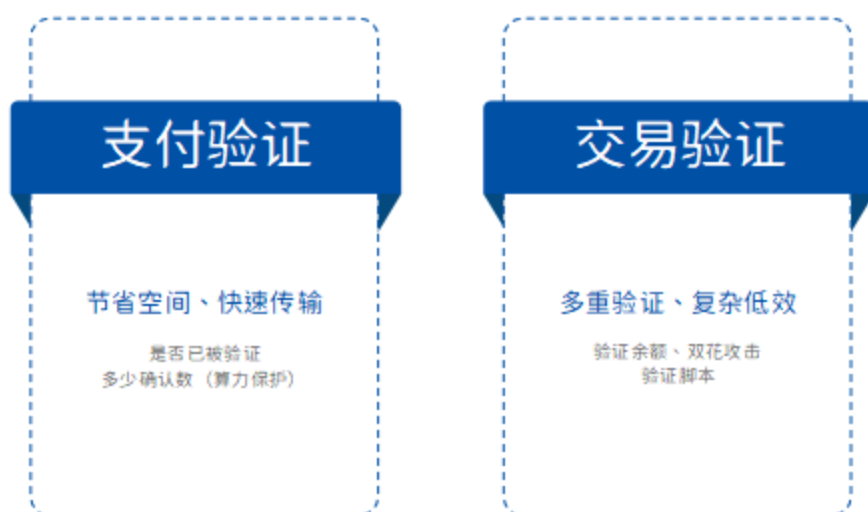 支付验证
节省空间、快速传输
是否已被验证
多少确认数（算力保护）
交易验证
多重验证、复杂低效
验证余额、双花攻击
验证脚本